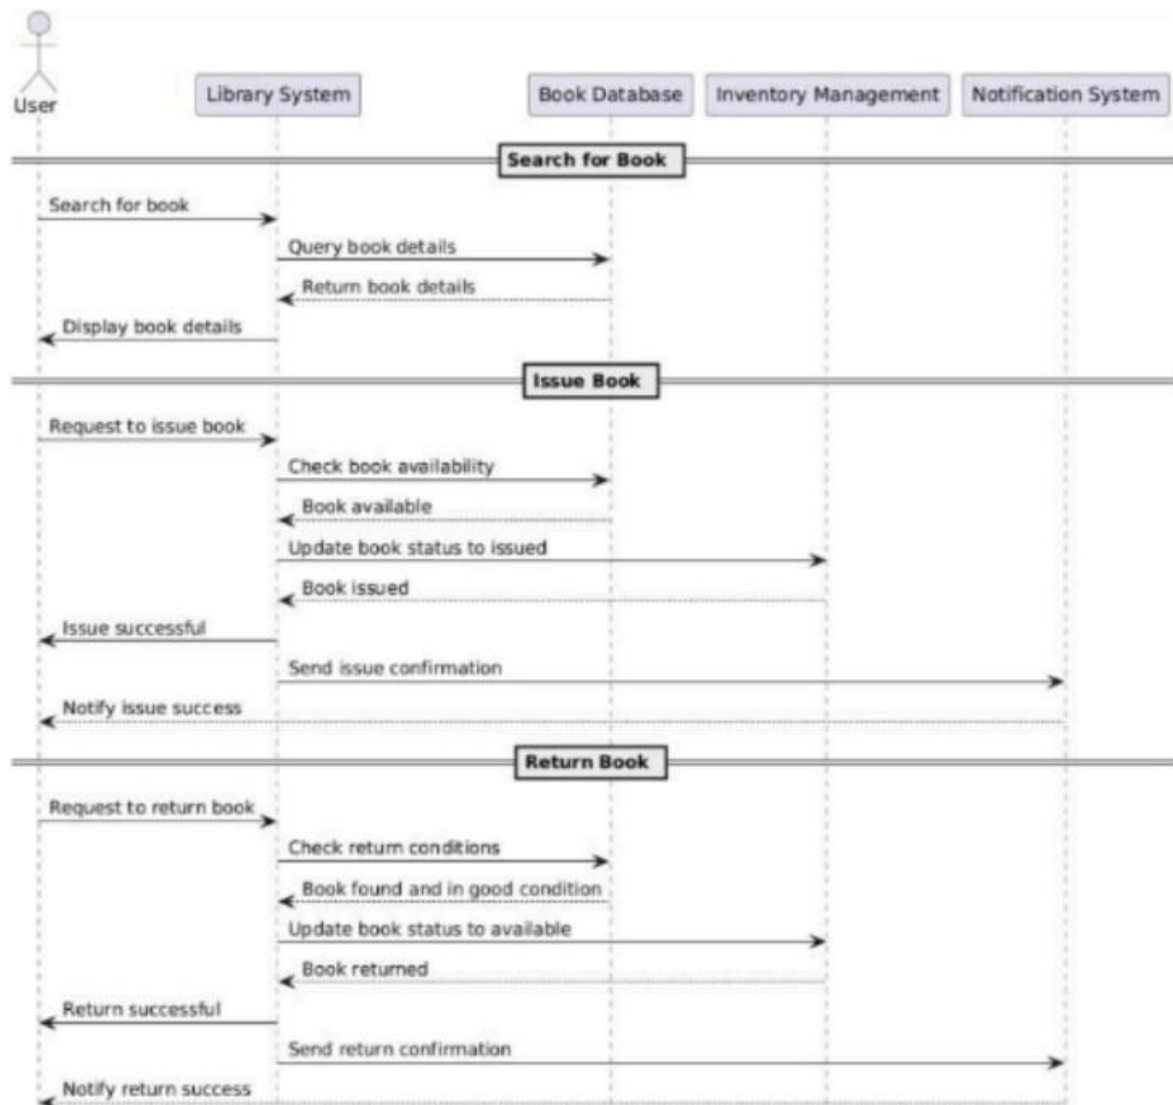 User
Library System
Book Database
Inventory Management
Notification System
Search for Book
Search for book
Query book details
Return book details
Display book details
Issue Book
Request to issue book
Check book availability
Book available
Update book status to issued
Book issued
Issue successful
Send issue confirmation
Notify issue success
Return Book
Request to return book
Check return conditions
Book found and in good condition
Update book status to available
Book returned
Return successful
Send return confirmation
Notify return success